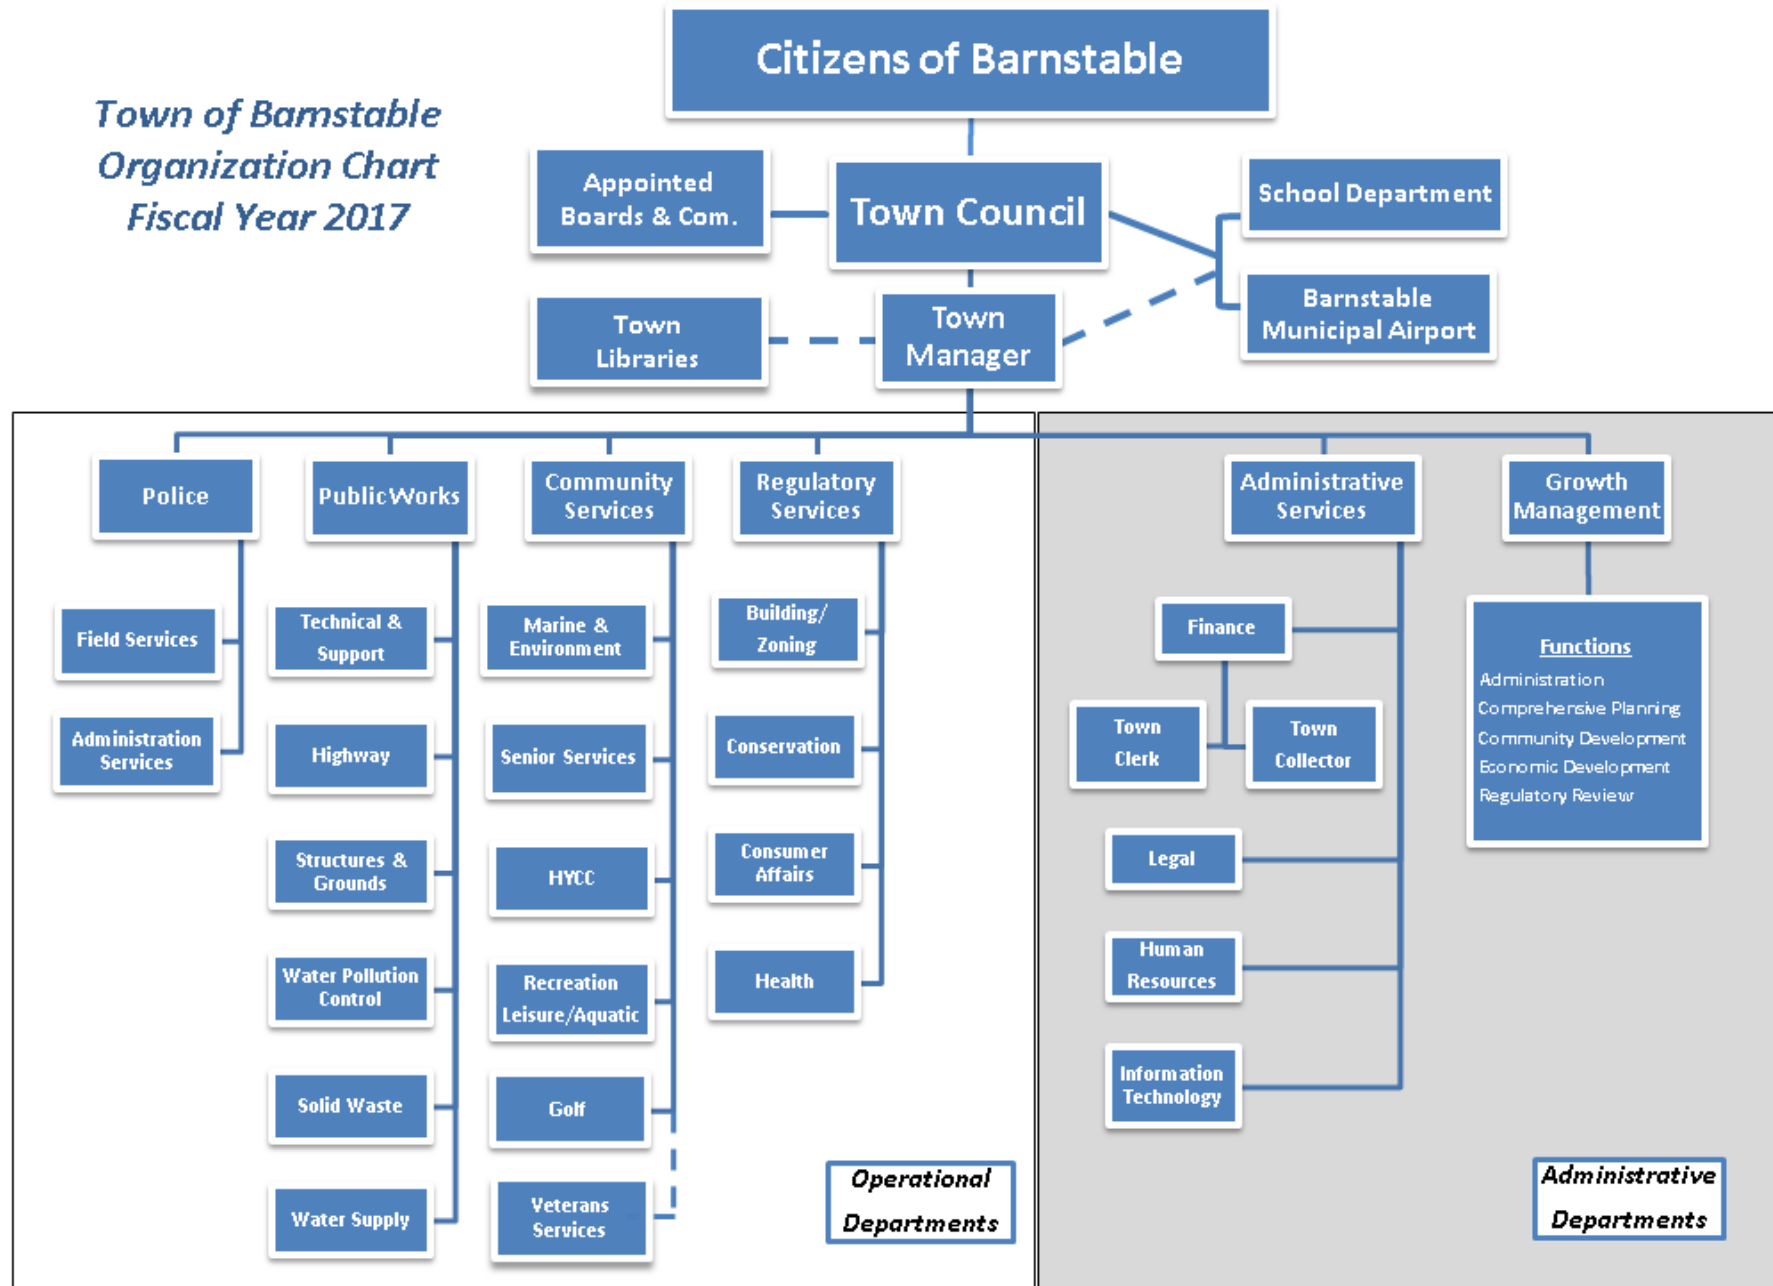 Citizens of Barnstable
Town of Barnstable
Organization Chart
Fiscal Year 2017
Appointed
Boards & Com.
Town Council
School Department
Barnstable
Municipal Airport
Town
Libraries
Town
Manager
Police
Public Works
Community
Services
Regulatory
Services
Administrative
Services
Growth
Management
Field Services
Administration
Services
Technical &
Support
Highway
Structures &
Grounds
Water Pollution
Control
Solid Waste
Water Supply
Marine &
Environment
Senior Services
HYCC
Recreation
Leisure/Aquatic
Golf
Veterans
Services
Building/
Zoning
Conservation
Consumer
Affairs
Health
Operational
Departments
Finance
Town
Clerk
Town
Collector
Legal
Human
Resources
Information
Technology
Functions
Administration
Comprehensive Planning
Community Development
Economic Development
Regulatory Review
Administrative
Departments